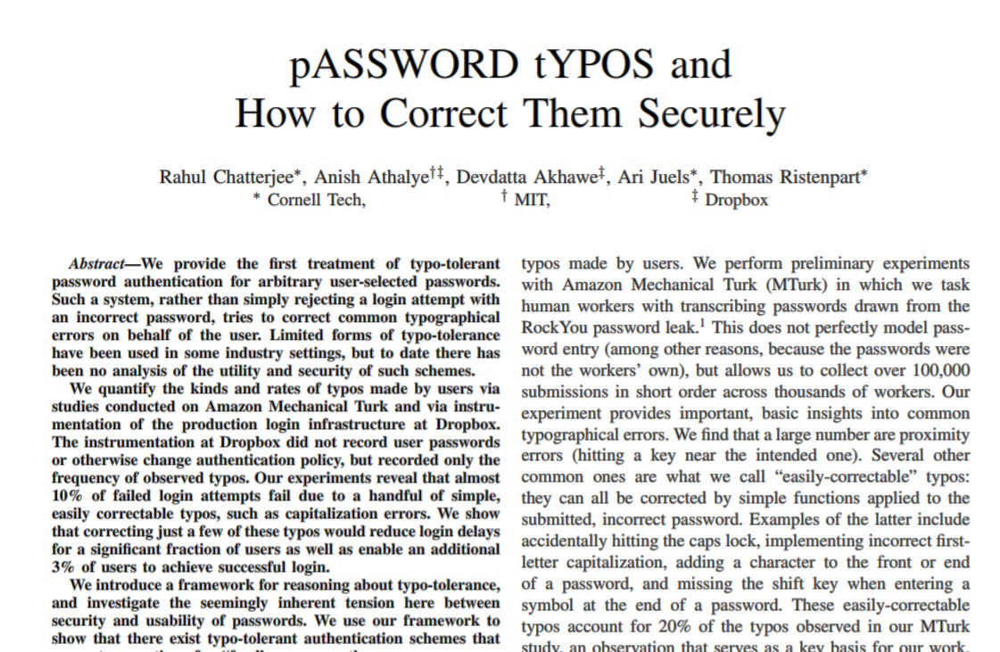 pASSWORD tYPOS and
How to Correct Them Securely
Rahul Chatterjee*, Anish Athalye†‡, Devdatta Akhawe‡, Ari Juels*, Thomas Ristenpart*
* Cornell Tech, † MIT, ‡ Dropbox
Abstract—We provide the first treatment of typo-tolerant
password authentication for arbitrary user-selected passwords.
Such a system, rather than simply rejecting a login attempt with
an incorrect password, tries to correct common typographical
errors on behalf of the user. Limited forms of typo-tolerance
have been used in some industry settings, but to date there has
been no analysis of the utility and security of such schemes.
We quantify the kinds and rates of typos made by users via
studies conducted on Amazon Mechanical Turk and via instru-
mentation of the production login infrastructure at Dropbox.
The instrumentation at Dropbox did not record user passwords
or otherwise change authentication policy, but recorded only the
frequency of observed typos. Our experiments reveal that almost
10% of failed login attempts fail due to a handful of simple,
easily correctable typos, such as capitalization errors. We show
that correcting just a few of these typos would reduce login delays
for a significant fraction of users as well as enable an additional
3% of users to achieve successful login.
We introduce a framework for reasoning about typo-tolerance,
and investigate the seemingly inherent tension here between
security and usability of passwords. We use our framework to
show that there exist typo-tolerant authentication schemes that
typos made by users. We perform preliminary experiments
with Amazon Mechanical Turk (MTurk) in which we task
human workers with transcribing passwords drawn from the
RockYou password leak.1 This does not perfectly model pass-
word entry (among other reasons, because the passwords were
not the workers' own), but allows us to collect over 100,000
submissions in short order across thousands of workers. Our
experiment provides important, basic insights into common
typographical errors. We find that a large number are proximity
errors (hitting a key near the intended one). Several other
common ones are what we call “easily-correctable” typos:
they can all be corrected by simple functions applied to the
submitted, incorrect password. Examples of the latter include
accidentally hitting the caps lock, implementing incorrect first-
letter capitalization, adding a character to the front or end
of a password, and missing the shift key when entering a
symbol at the end of a password. These easily-correctable
typos account for 20% of the typos observed in our MTurk
study, an observation that serves as a key basis for our work.